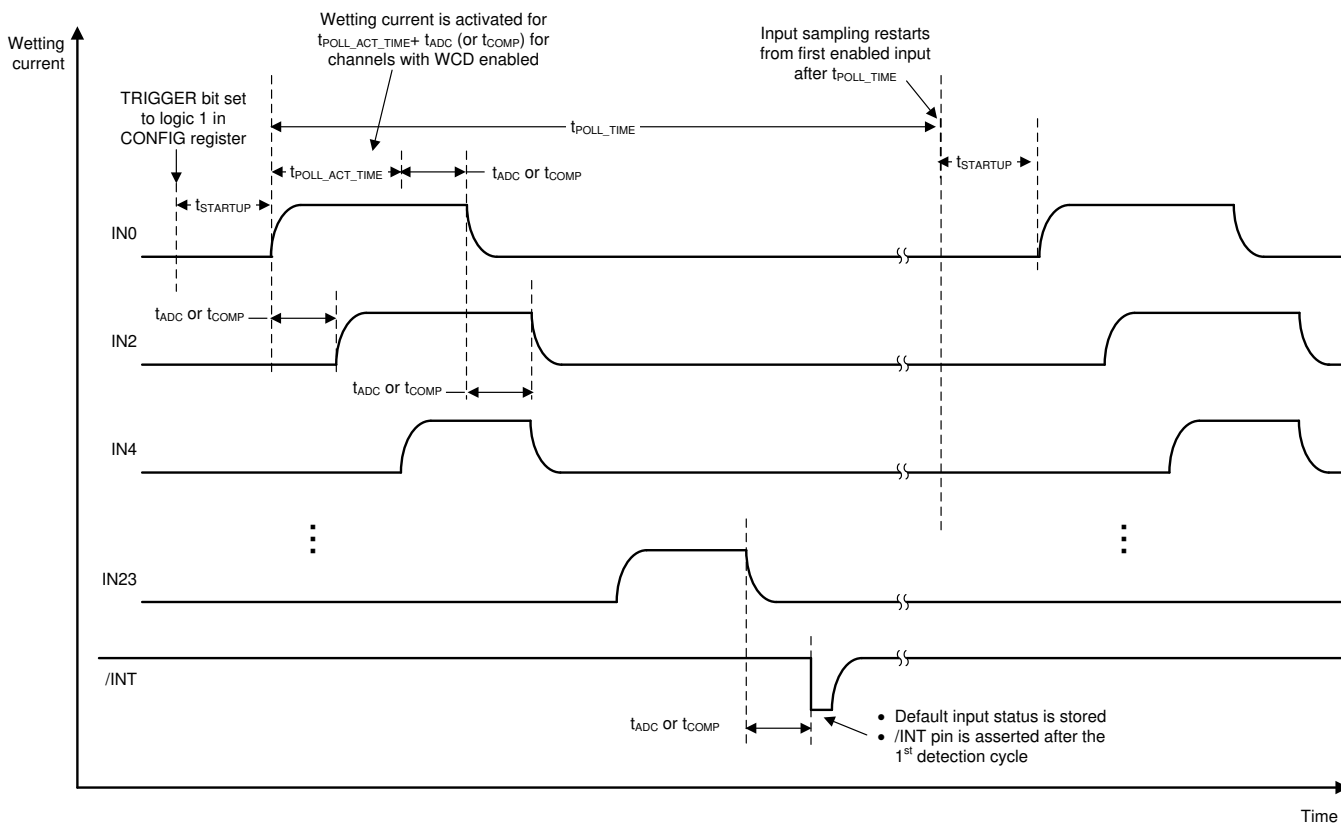 Wetting current is activated for
tPOLL_ACT_TIME+ tADC (or tCOMP) for
channels with WCD enabled
Input sampling restarts
from first enabled input
after tPOLL_TIME
Wetting
current
TRIGGER bit set
to logic 1 in
CONFIG register
tPOLL_TIME
tPOLL_ACT_TIME
tADC or tCOMP
tSTARTUP
tSTARTUP
IN0
tADC or tCOMP
IN2
tADC or tCOMP
IN4
IN23
/INT
tADC or tCOMP
• Default input status is stored
• /INT pin is asserted after the
1st detection cycle
Time